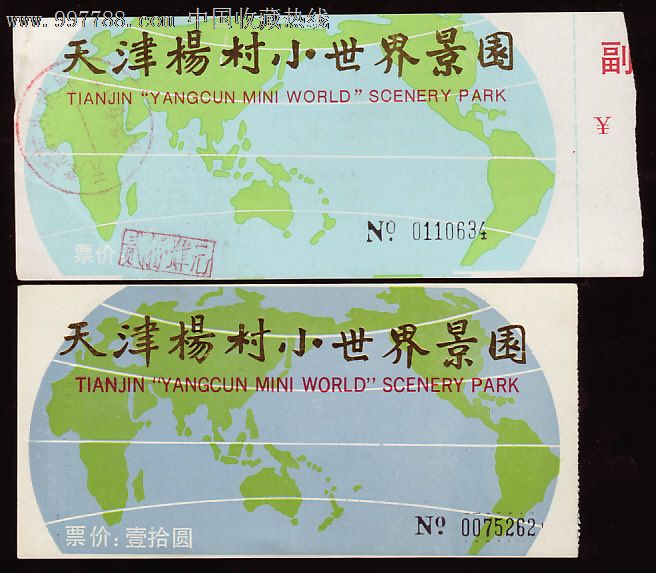 www.997788.com 中国收藏热线
天津楊村小世界景園
TIANJIN “YANGCUN MINI WORLD” SCENERY PARK
副
¥
No 0110634
票价
天津楊村小世界景園
TIANJIN “YANGCUN MINI WORLD” SCENERY PARK
票价：壹拾圆
No 0075262